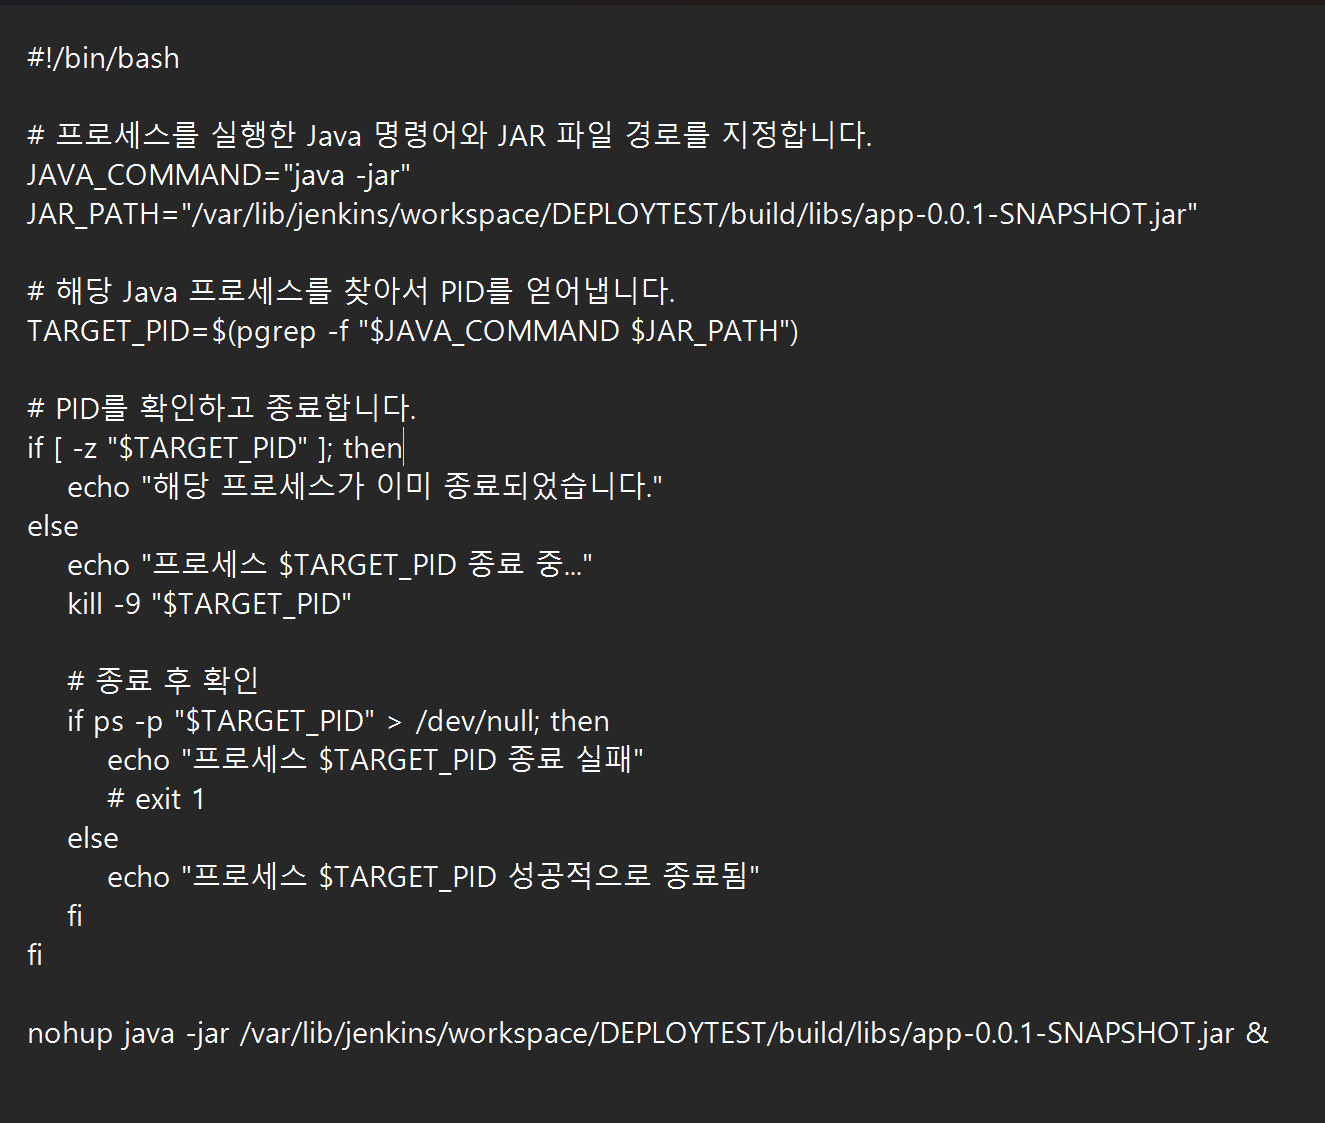 #!/bin/bash
# 프로세스를 실행한 Java 명령어와 JAR 파일 경로를 지정합니다.
JAVA_COMMAND="java -jar"
JAR_PATH="/var/lib/jenkins/workspace/DEPLOYTEST/build/libs/app-0.0.1-SNAPSHOT.jar"
# 해당 Java 프로세스를 찾아서 PID를 얻어냅니다.
TARGET_PID=$(pgrep -f "$JAVA_COMMAND $JAR_PATH")
# PID를 확인하고 종료합니다.
if [ -z "$TARGET_PID" ]; then
echo "해당 프로세스가 이미 종료되었습니다."
else
echo "프로세스 $TARGET_PID 종료 중..."
kill -9 "$TARGET_PID"
# 종료 후 확인
if ps -p "$TARGET_PID" > /dev/null; then
echo "프로세스 $TARGET_PID 종료 실패"
# exit 1
else
echo "프로세스 $TARGET_PID 성공적으로 종료됨"
fi
fi
nohup java -jar /var/lib/jenkins/workspace/DEPLOYTEST/build/libs/app-0.0.1-SNAPSHOT.jar &